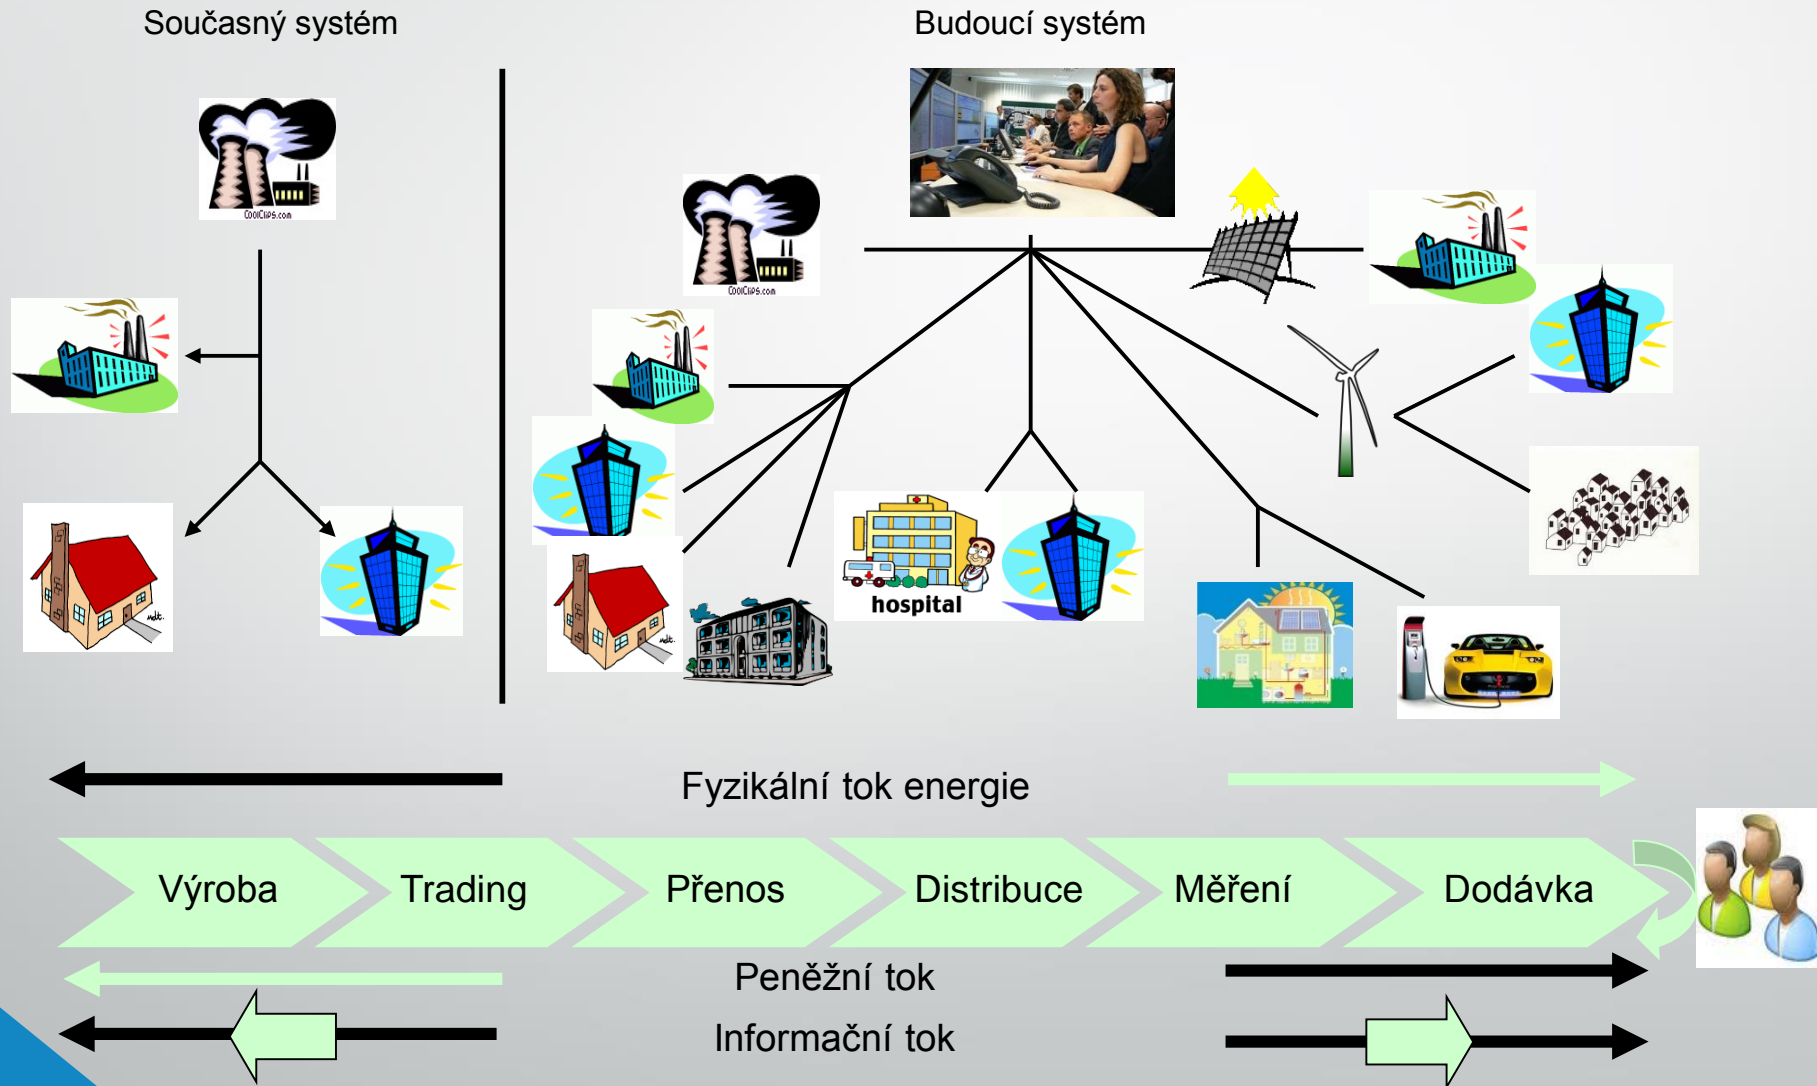 Současný systém
Budoucí systém
COOLCLIPS.com
COOLCLIPS.com
hospital
Fyzikální tok energie
Výroba
Trading
Přenos
Distribuce
Měření
Dodávka
Peněžní tok
Informační tok